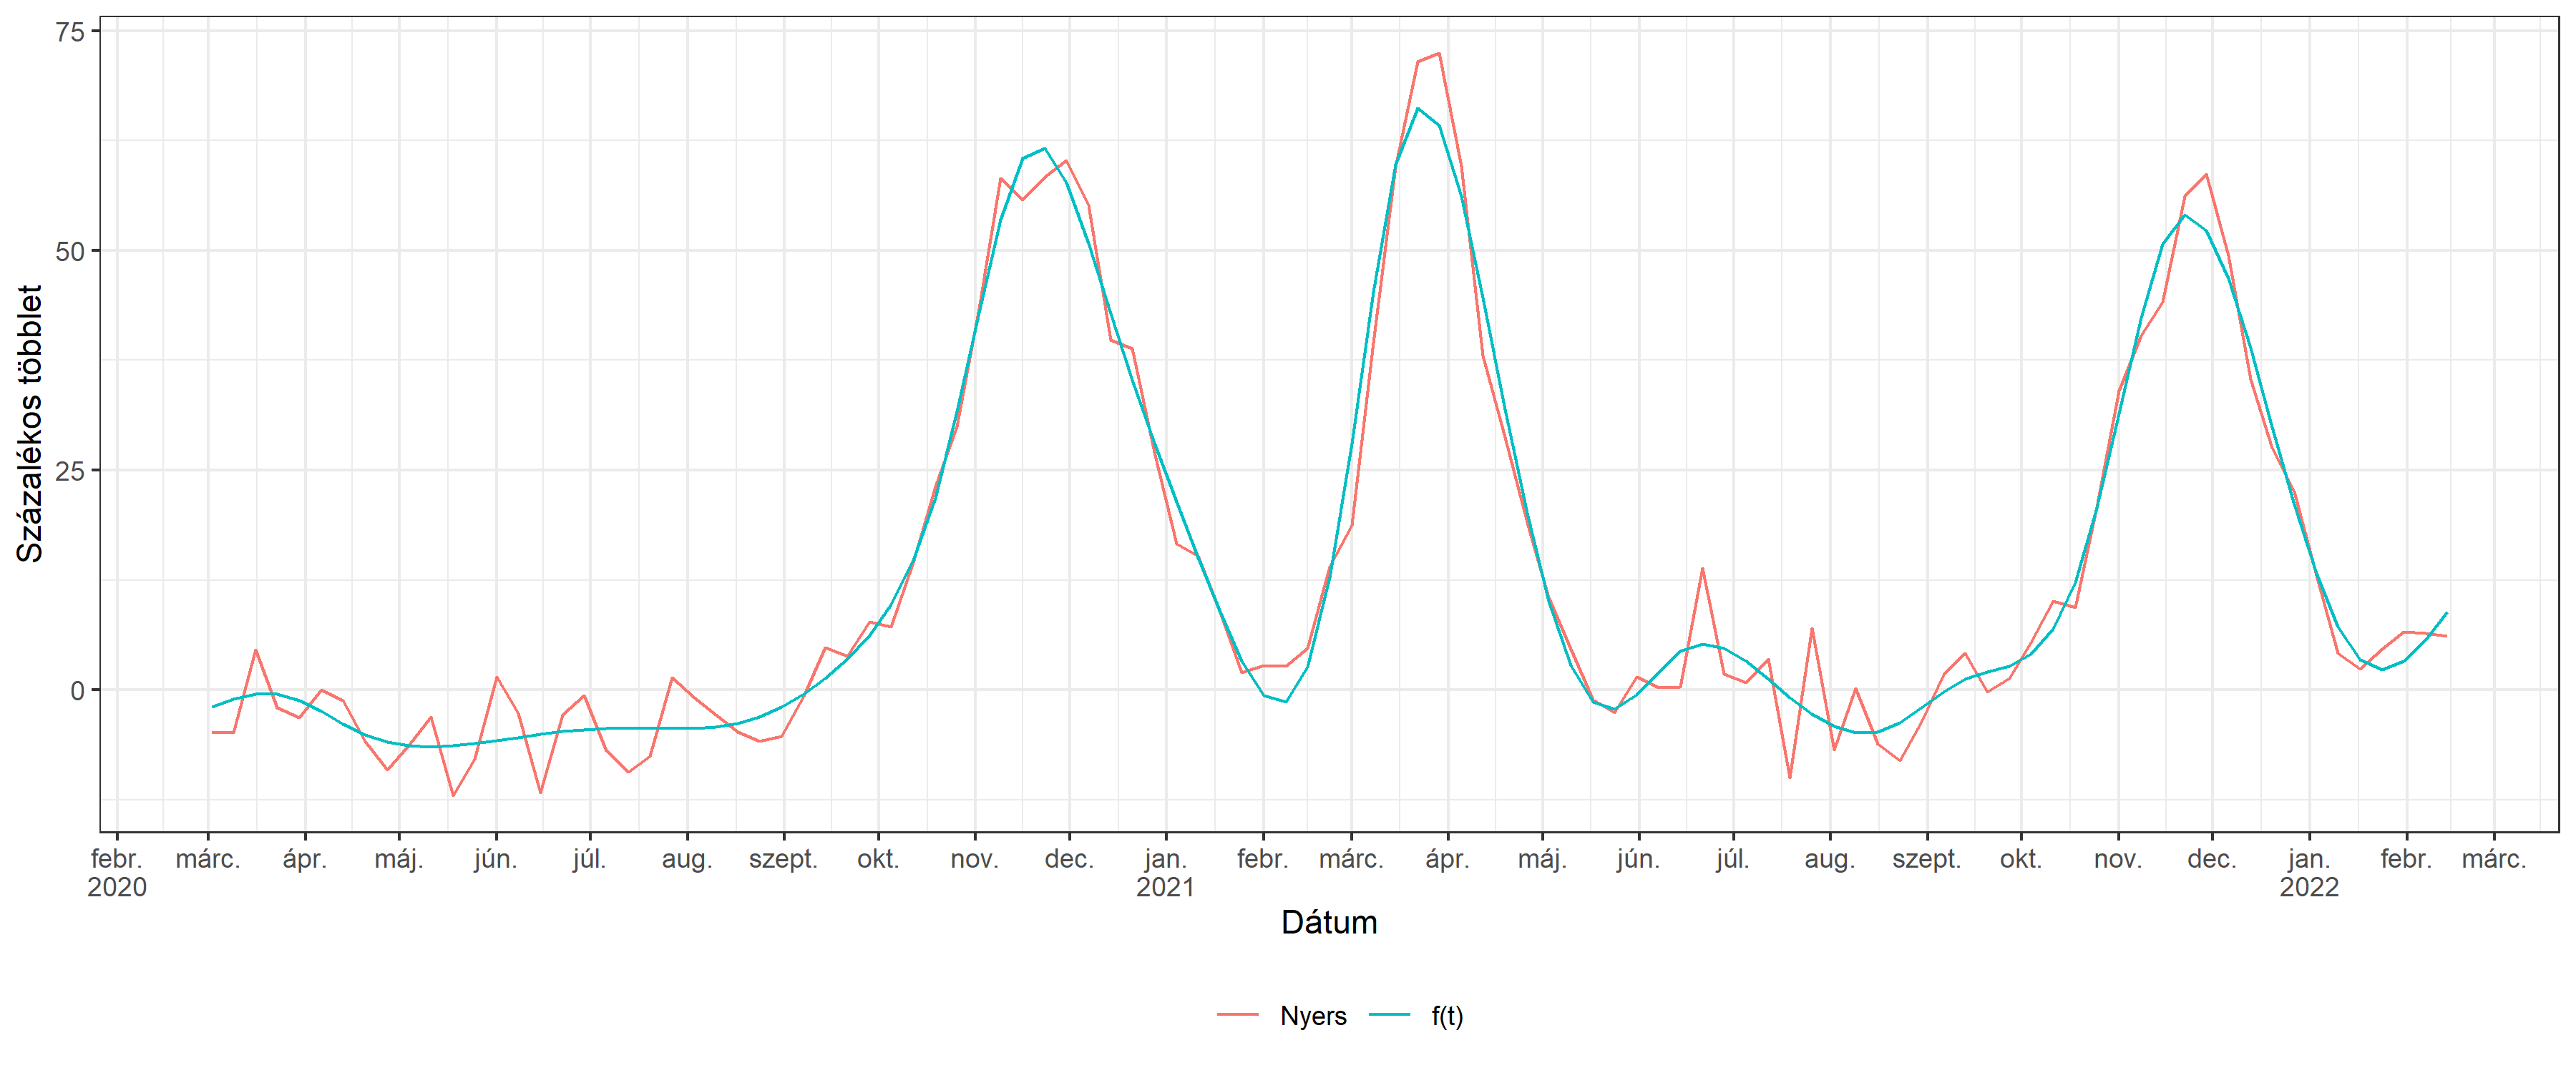 Százalékos többlet
75
50
25
0
febr. márc. ápr. máj. jún. júl. aug. szept. okt. nov. dec. jan. febr. márc. ápr. máj. jún. júl. aug. szept. okt. nov. dec. jan. febr. márc.
2020 2021 2022
Dátum
Nyers f(t)